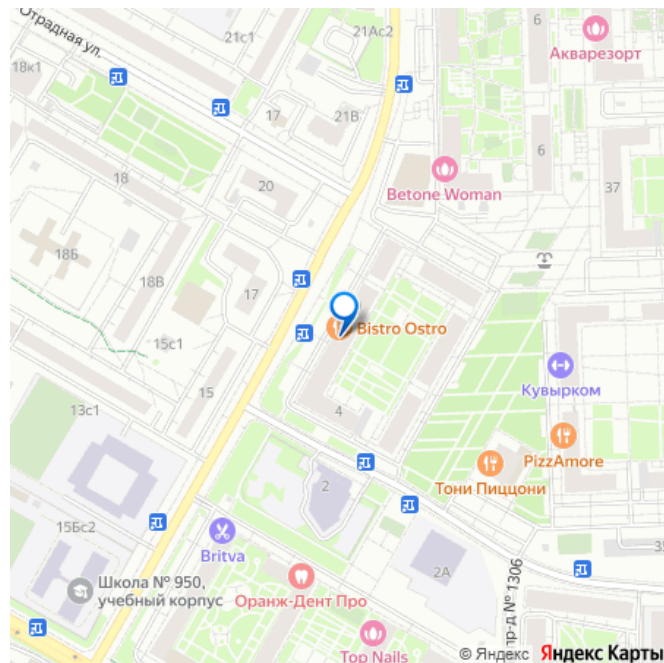 Отрадная ул.
21с1
21Ас2
6
Акварезорт
18к1
17
21В
6
18
20
Betone Woman
37
18Б
18В
17
Bistro Ostro
15с1
15
Кувырком
13с1
4
PizzAmore
Тони Пиццони
2
15Бс2
Britva
2А
Школа № 950,
учебный корпус
Оранж-Дент Про
пр-д № 1306
Top Nails
© Яндекс Яндекс Карты